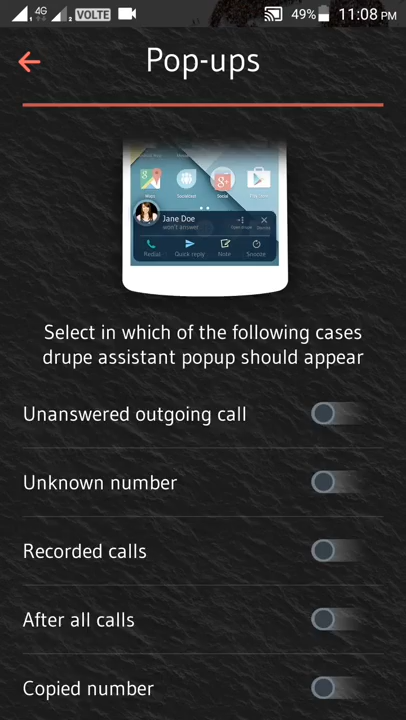 4G VOLTE 49% 11:08 PM
Pop-ups
Jane Doe
won't answer
Redial Quick reply Note Snooze
Select in which of the following cases
drupe assistant popup should appear
Unanswered outgoing call
Unknown number
Recorded calls
After all calls
Copied number